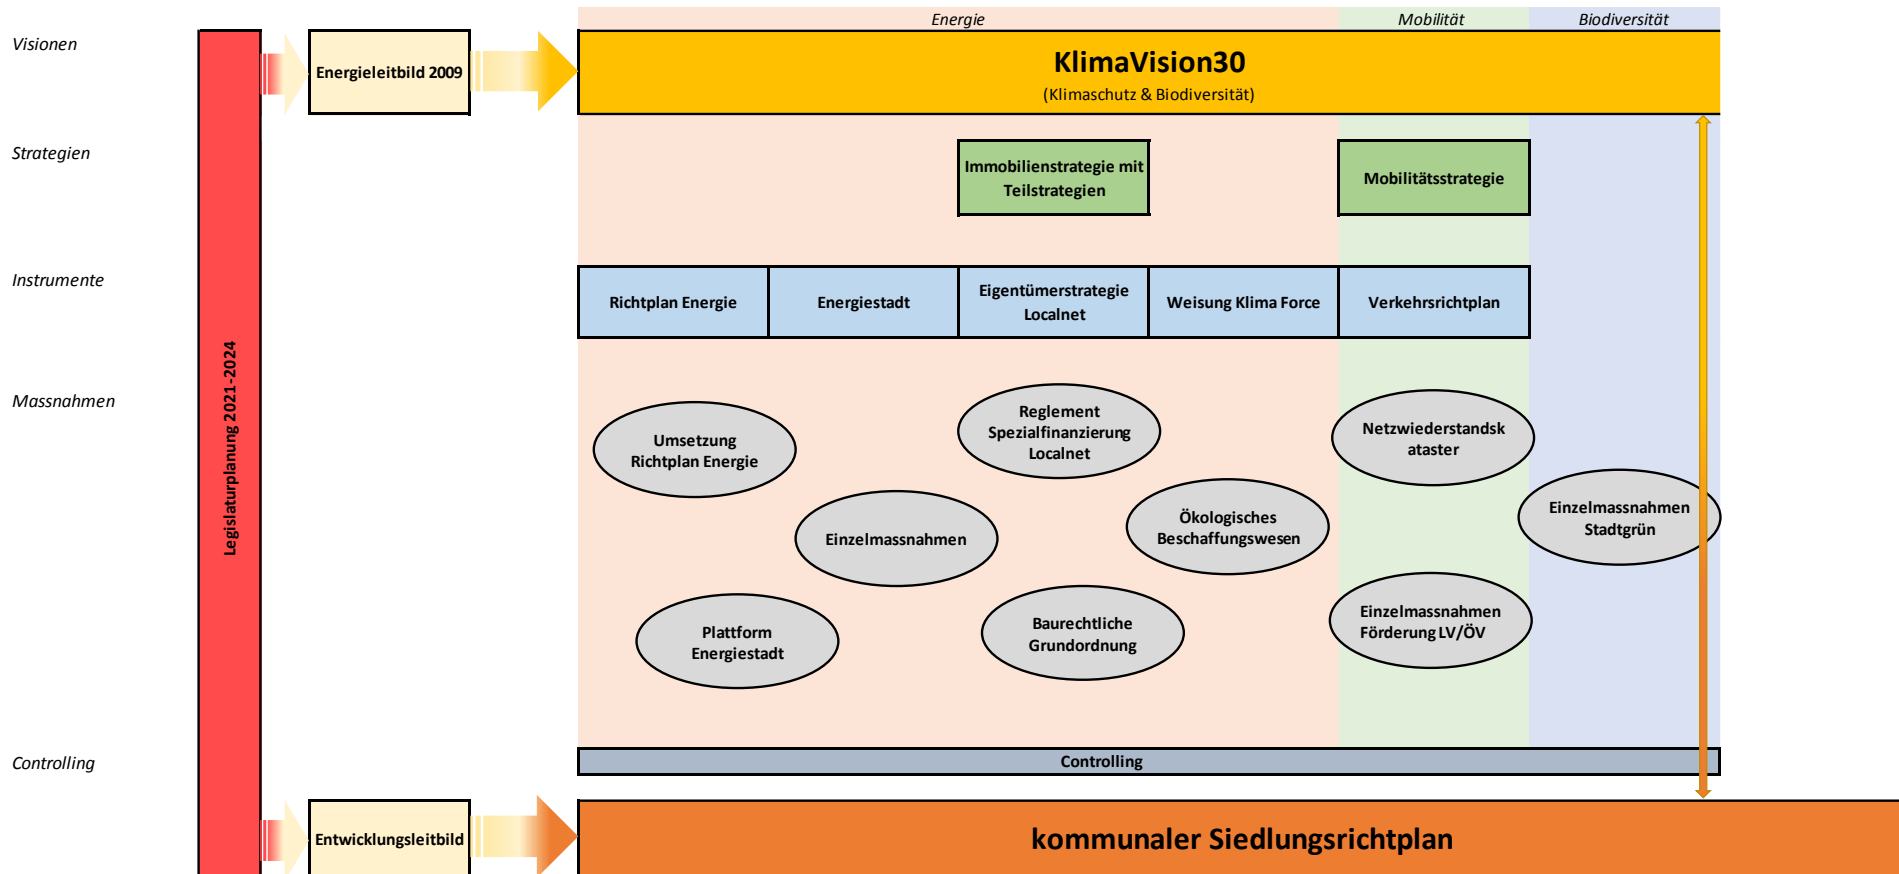 Energie
Mobilität
Biodiversität
Visionen
Energieleitbild 2009
KlimaVision30
(Klimaschutz & Biodiversität)
Strategien
Immobilienstrategie mit
Teilstrategien
Mobilitätsstrategie
Instrumente
Richtplan Energie
Energiestadt
Eigentümerstrategie
Localnet
Weisung Klima Force
Verkehrsrichtplan
Legislaturplanung 2021-2024
Massnahmen
Umsetzung
Richtplan Energie
Reglement
Spezialfinanzierung
Localnet
Netzwiederstandsk
ataster
Einzelmassnahmen
Ökologisches
Beschaffungswesen
Einzelmassnahmen
Stadtgrün
Plattform
Energiestadt
Baurechtliche
Grundordnung
Einzelmassnahmen
Förderung LV/ÖV
Controlling
Controlling
Entwicklungsleitbild
kommunaler Siedlungsrichtplan